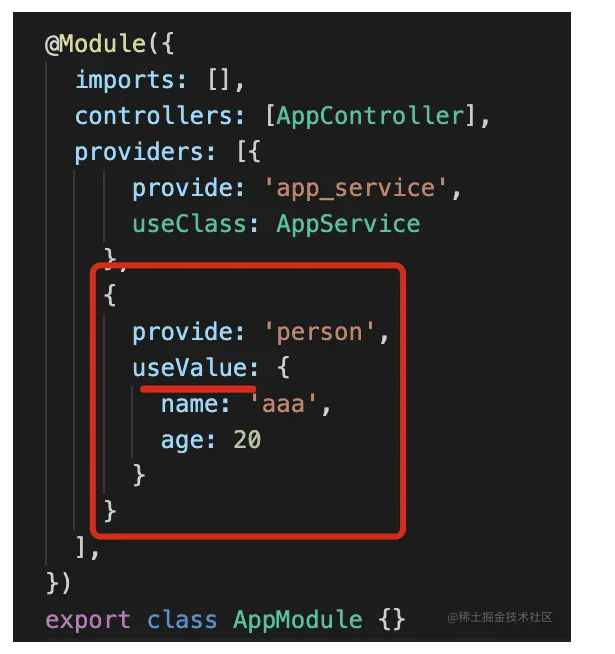 @Module({
  imports: [],
  controllers: [AppController],
  providers: [{
      provide: 'app_service',
      useClass: AppService
    },
    {
      provide: 'person',
      useValue: {
        name: 'aaa',
        age: 20
      }
    }
  ],
})
export class AppModule {}
@稀土掘金技术社区